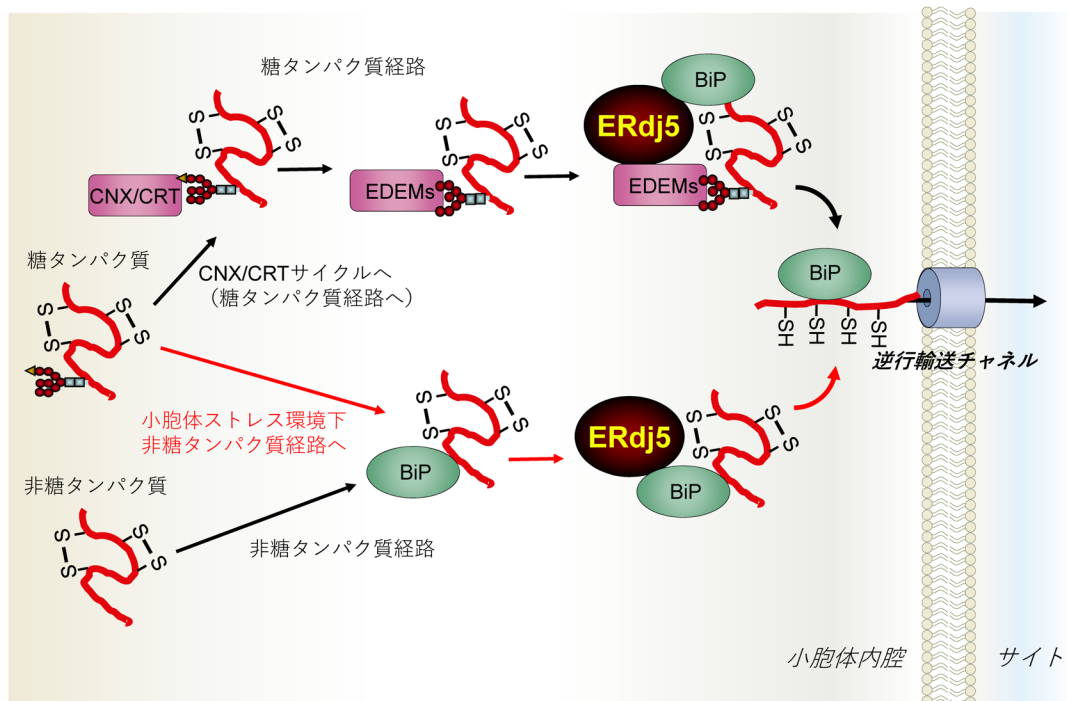 糖タンパク質経路
BiP
ERdj5
S
S
S
S
S
S
S
S
S
S
S
S
CNX/CRT
EDEMs
EDEMs
糖タンパク質
CNX/CRTサイクルへ
（糖タンパク質経路へ）
BiP
S
S
S
S
SH
SH
SH
SH
逆行輸送チャネル
小胞体ストレス環境下
非糖タンパク質経路へ
S
S
S
S
BiP
ERdj5
S
S
S
S
BiP
非糖タンパク質
S
S
S
S
非糖タンパク質経路
小胞体内腔
サイト